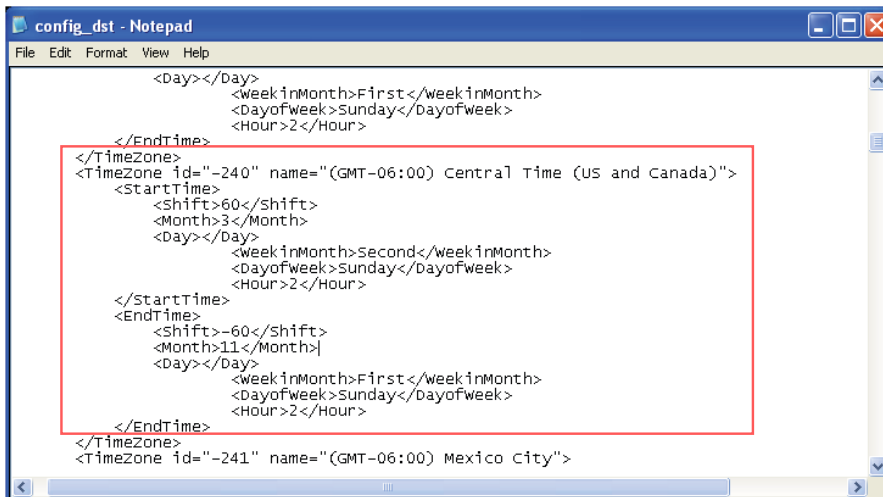 config_dst - Notepad
File Edit Format View Help
<Day></Day>
<WeekinMonth>First</WeekinMonth>
<DayofWeek>Sunday</DayofWeek>
<Hour>2</Hour>
</EndTime>
</TimeZone>
<TimeZone id="-240" name="(GMT-06:00) Central Time (US and Canada)">
<StartTime>
<Shift>60</Shift>
<Month>3</Month>
<Day></Day>
<WeekinMonth>Second</WeekinMonth>
<DayofWeek>Sunday</DayofWeek>
<Hour>2</Hour>
</StartTime>
<EndTime>
<Shift>-60</Shift>
<Month>11</Month>
<Day></Day>
<WeekinMonth>First</WeekinMonth>
<DayofWeek>Sunday</DayofWeek>
<Hour>2</Hour>
</EndTime>
</TimeZone>
<TimeZone id="-241" name="(GMT-06:00) Mexico City">